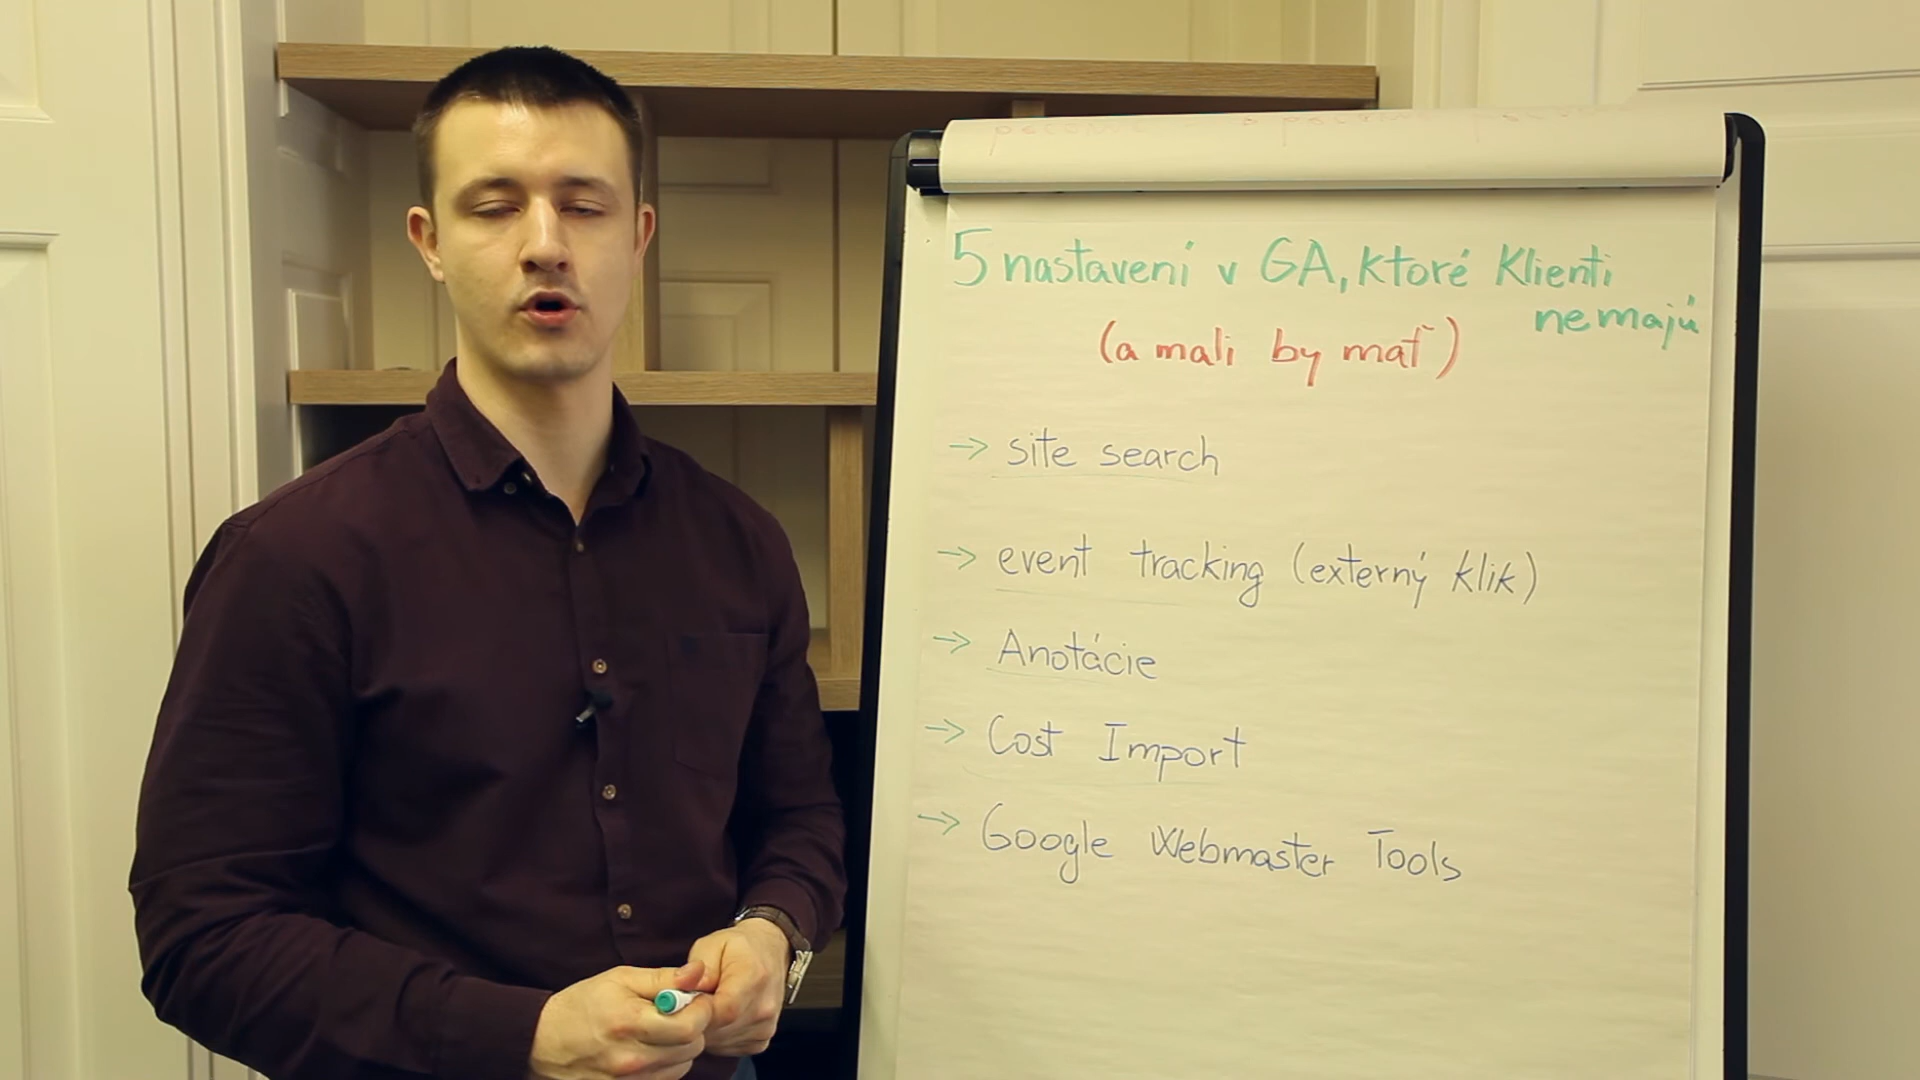 5 nastavení v GA, ktoré Klienti
nemajú
(a mali by mať)
→ site search
→ event tracking (externý klik)
→ Anotácie
→ Cost Import
→ Google Webmaster Tools